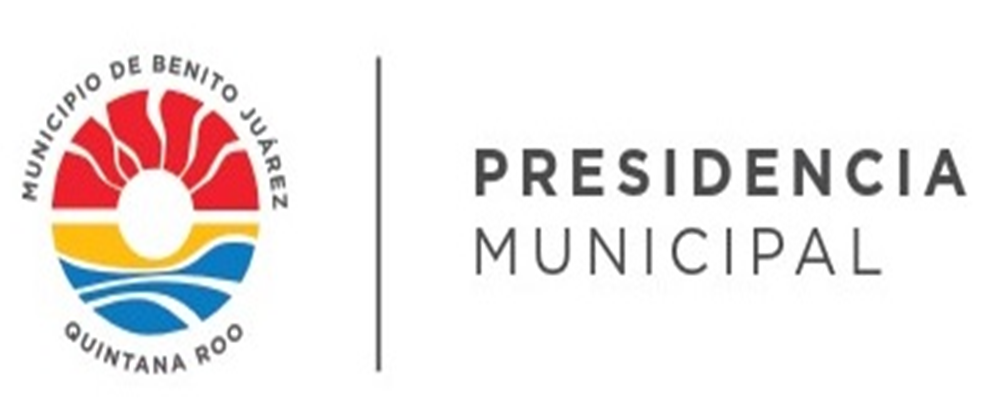 MUNICIPIO DE BENITO JUÁREZ
QUINTANA ROO
PRESIDENCIA
MUNICIPAL